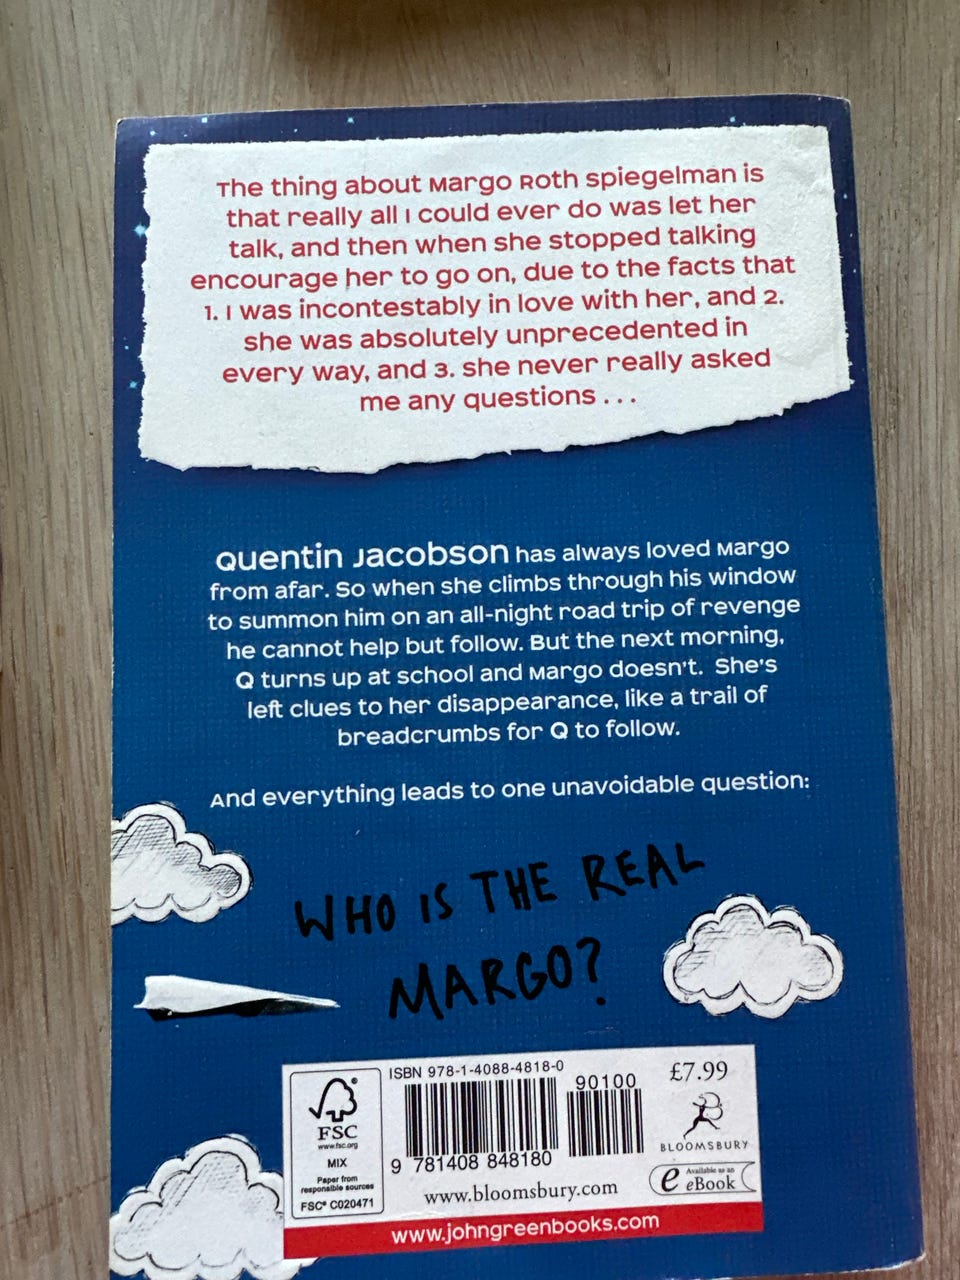 The thing about Margo Roth Spiegelman is
that really all I could ever do was let her
talk, and then when she stopped talking
encourage her to go on, due to the facts that
1. I was incontestably in love with her, and 2.
she was absolutely unprecedented in
every way, and 3. she never really asked
me any questions . . .
Quentin Jacobson has always loved Margo
from afar. So when she climbs through his window
to summon him on an all-night road trip of revenge
he cannot help but follow. But the next morning,
Q turns up at school and Margo doesn't. She's
left clues to her disappearance, like a trail of
breadcrumbs for Q to follow.
And everything leads to one unavoidable question:
WHO IS THE REAL
MARGO?
ISBN 978-1-4088-4818-0
90100
£7.99
FSC
www.fsc.org
MIX
Paper from
responsible sources
FSC® C020471
9 781408 848180
BLOOMSBURY
www.bloomsbury.com
e Available as an
eBook
www.johngreenbooks.com